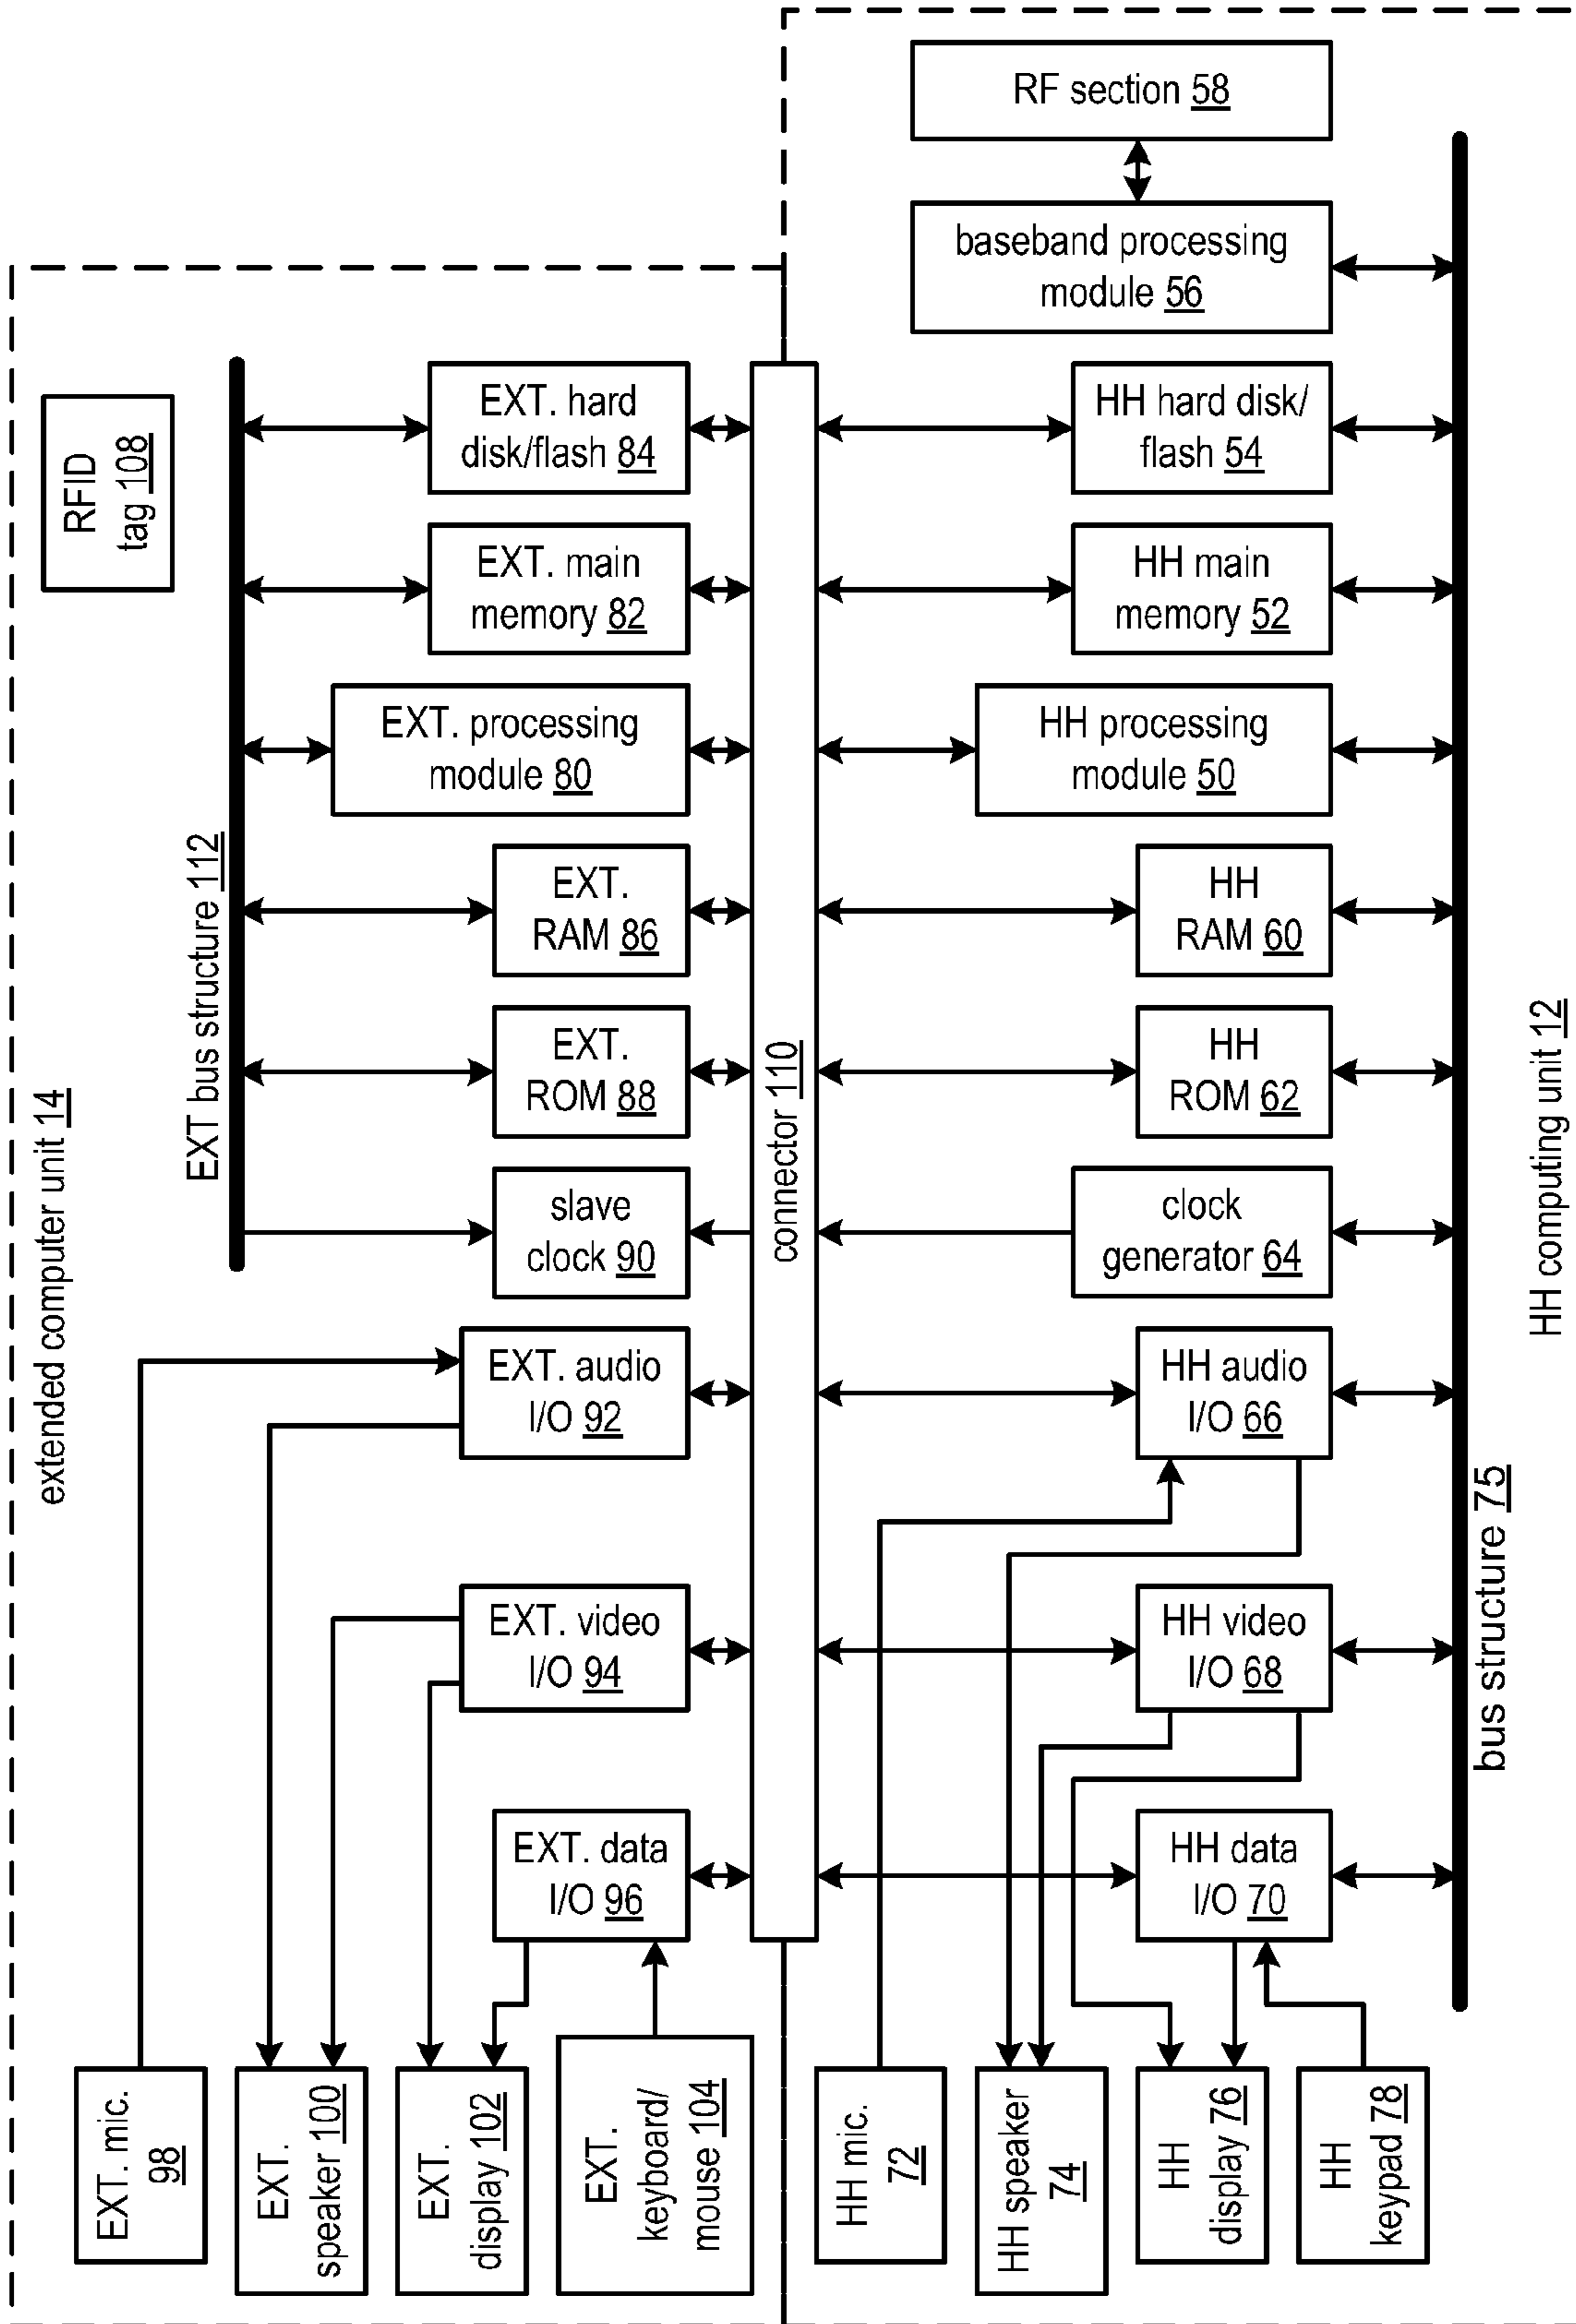 RF section 58
baseband processing
module 56
RFID
tag 108
EXT. hard
disk/flash 84
HH hard disk/
flash 54
EXT. main
memory 82
HH main
memory 52
EXT. processing
module 80
HH processing
module 50
EXT bus structure 112
EXT.
RAM 86
HH
RAM 60
EXT.
ROM 88
connector 110
HH
ROM 62
HH computing unit 12
extended computer unit 14
slave
clock 90
clock
generator 64
EXT. audio
I/O 92
HH audio
I/O 66
bus structure 75
EXT. video
I/O 94
HH video
I/O 68
EXT. data
I/O 96
HH data
I/O 70
EXT. mic.
98
EXT.
speaker 100
EXT.
display 102
EXT.
keyboard/
mouse 104
HH mic.
72
HH speaker
74
HH
display 76
HH
keypad 78